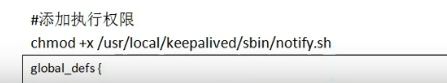 #添加执行权限
chmod +x /usr/local/keepalived/sbin/notify.sh
global_defs {